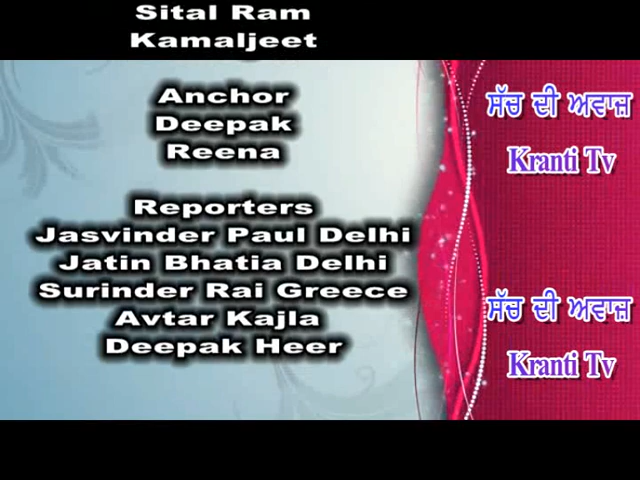 Sital Ram
Kamaljeet
Anchor
Deepak
Reena
Reporters
Jasvinder Paul Delhi
Jatin Bhatia Delhi
Surinder Rai Greece
Avtar Kajla
Deepak Heer
ਸੱਚ ਦੀ ਅਵਾਜ਼
Kranti Tv
ਸੱਚ ਦੀ ਅਵਾਜ਼
Kranti Tv